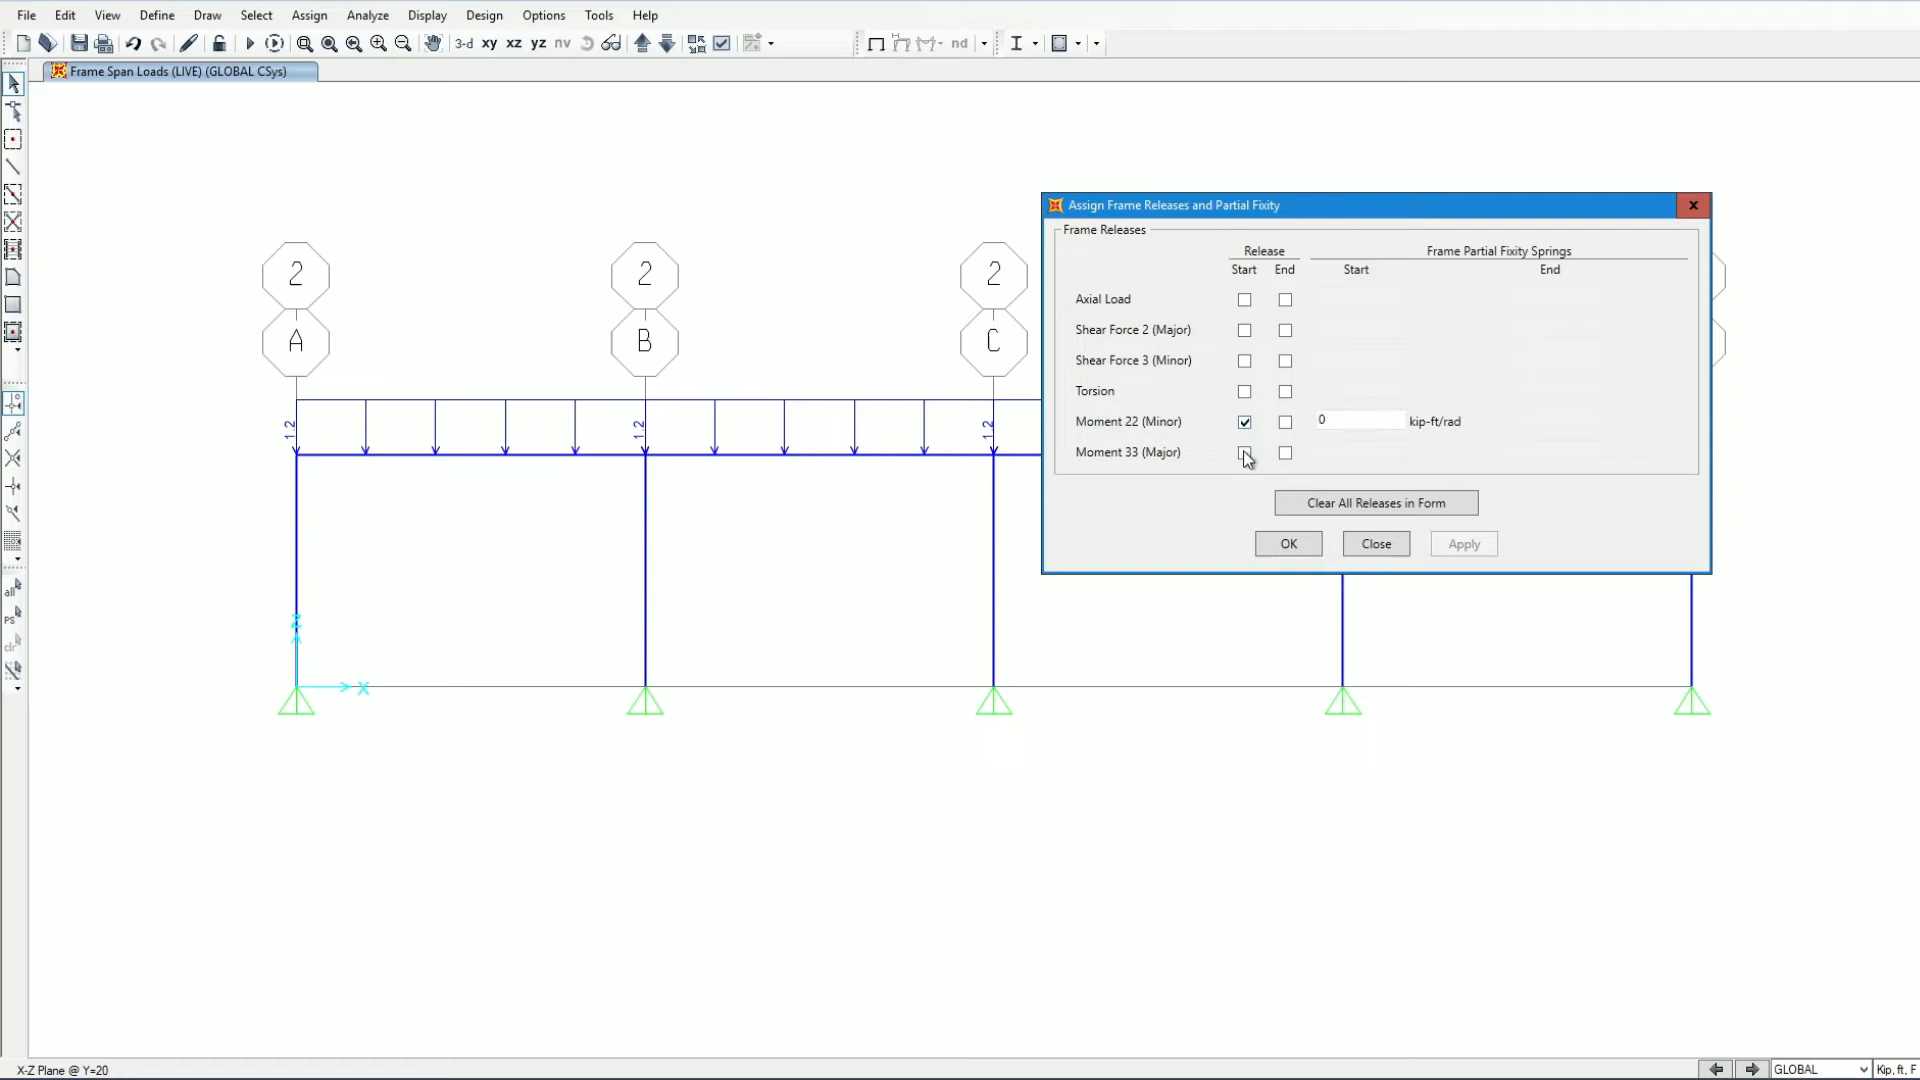 File Edit View Define Draw Select Assign Analyze Display Design Options Tools Help
3-d xy xz yz nv nd
Frame Span Loads (LIVE) (GLOBAL CSys)
Assign Frame Releases and Partial Fixity
Frame Releases
Release Frame Partial Fixity Springs
Start End Start End
Axial Load
Shear Force 2 (Major)
Shear Force 3 (Minor)
Torsion
Moment 22 (Minor) 0 kip-ft/rad
Moment 33 (Major)
Clear All Releases in Form
OK Close Apply
2 2 2
A B C
1.2 1.2 1.2
Z
X
all
PS
clr
X-Z Plane @ Y=20
GLOBAL
Kip, ft, F